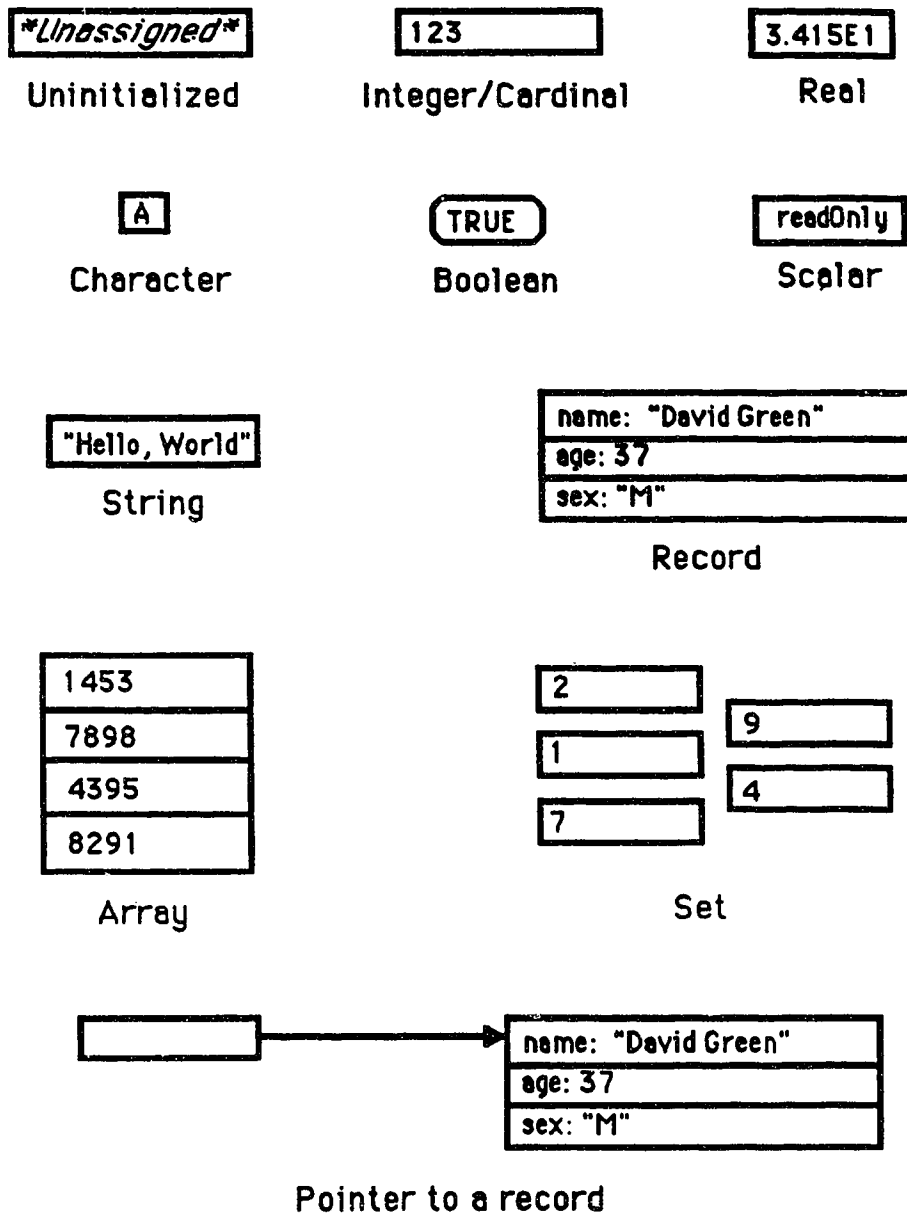 *Unassigned* 123 3.415E1
Uninitialized Integer/Cardinal Real
A TRUE readOnly
Character Boolean Scalar
"Hello, World"
String
name: "David Green"
age: 37
sex: "M"
Record
1453
7898
4395
8291
Array
2
9
1
4
7
Set
name: "David Green"
age: 37
sex: "M"
Pointer to a record